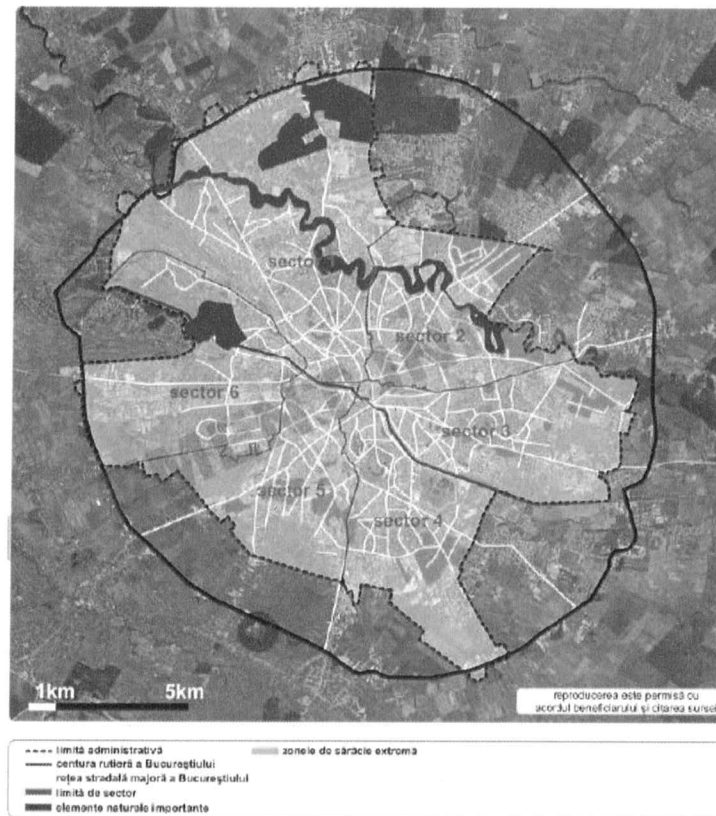 sector 1
sector 2
sector 6
sector 3
sector 5
sector 4
1km 5km
reproducerea este permisă cu
acordul beneficiarului și citarea sursei
limită administrativă
zonele de sărăcie extremă
centura rutieră a Bucureștiului
rețea stradală majoră a Bucureștiului
limită de sector
elemente naturale importante